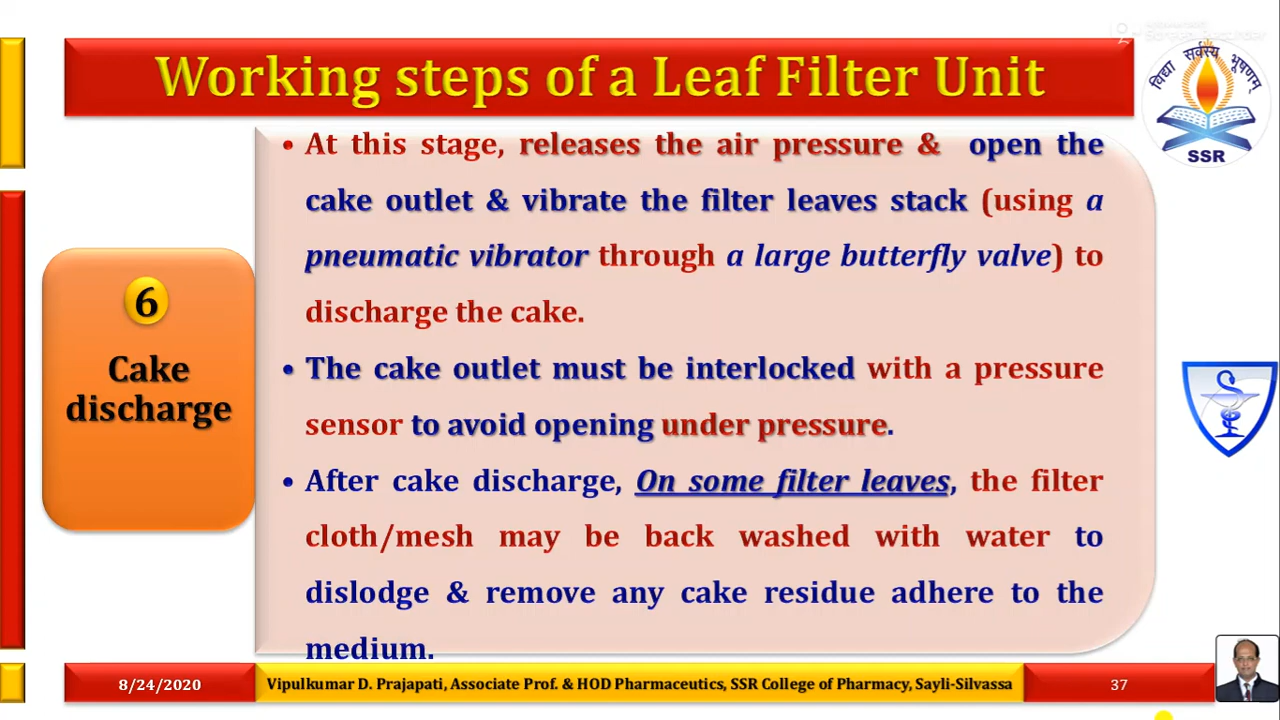 Working steps of a Leaf Filter Unit
विद्या सर्वस्य भूषणम्
SSR
6
Cake
discharge
• At this stage, releases the air pressure & open the
cake outlet & vibrate the filter leaves stack (using a
pneumatic vibrator through a large butterfly valve) to
discharge the cake.
• The cake outlet must be interlocked with a pressure
sensor to avoid opening under pressure.
• After cake discharge, On some filter leaves, the filter
cloth/mesh may be back washed with water to
dislodge & remove any cake residue adhere to the
medium.
8/24/2020
Vipulkumar D. Prajapati, Associate Prof. & HOD Pharmaceutics, SSR College of Pharmacy, Sayli-Silvassa
37